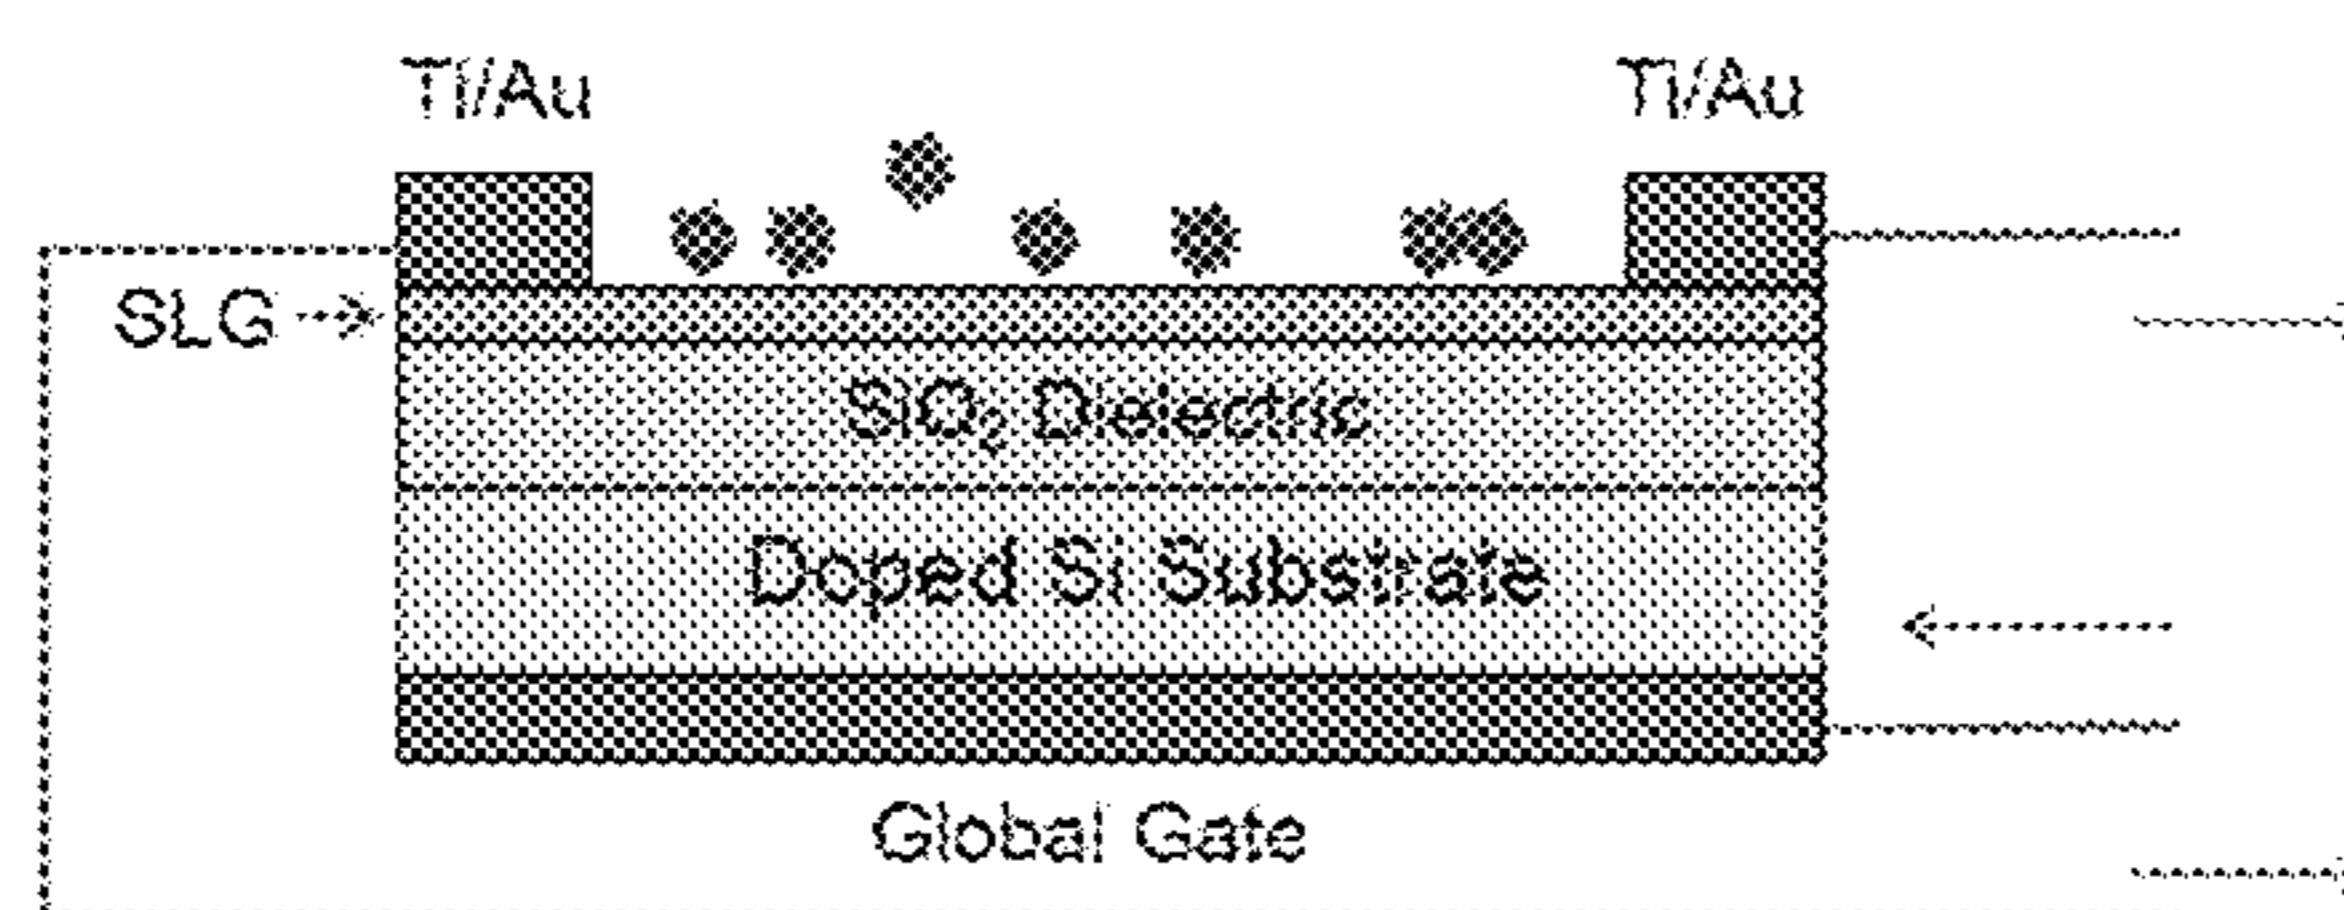 Ti/Au Ti/Au
SLG
SiO₂ Dielectric
Doped Si Substrate
Global Gate